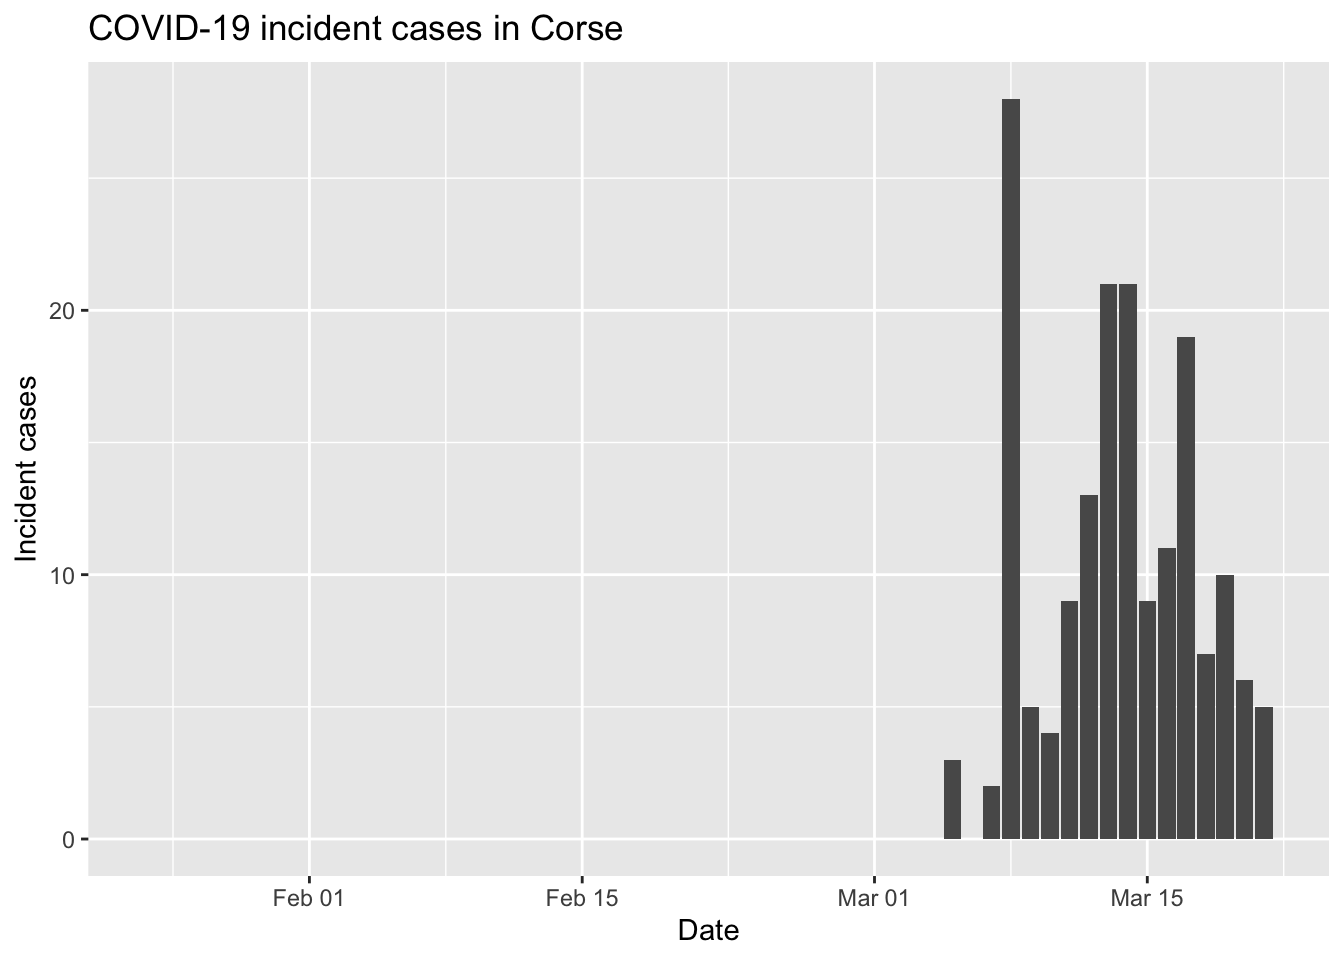 COVID-19 incident cases in Corse
Incident cases
20
10
0
Feb 01 Feb 15 Mar 01 Mar 15
Date